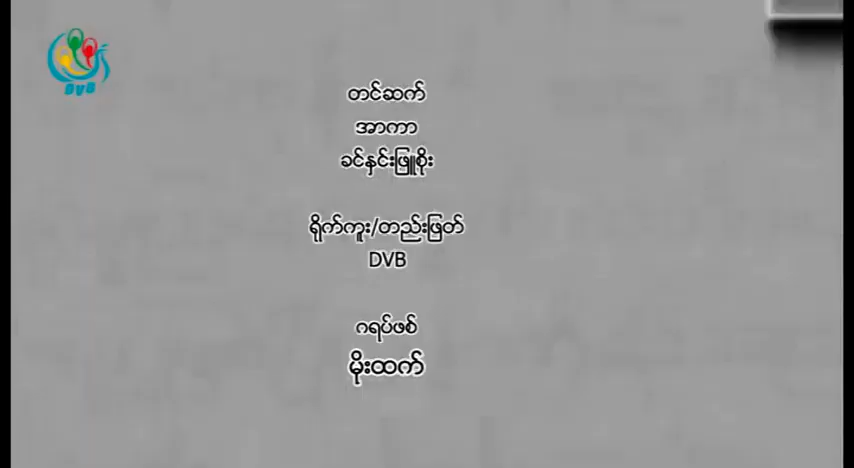 DVB
တင်ဆက်
အာကာ
ခင်နှင်းဖြူစိုး
ရိုက်ကူး/တည်းဖြတ်
DVB
ဂရပ်ဖစ်
မိုးထက်